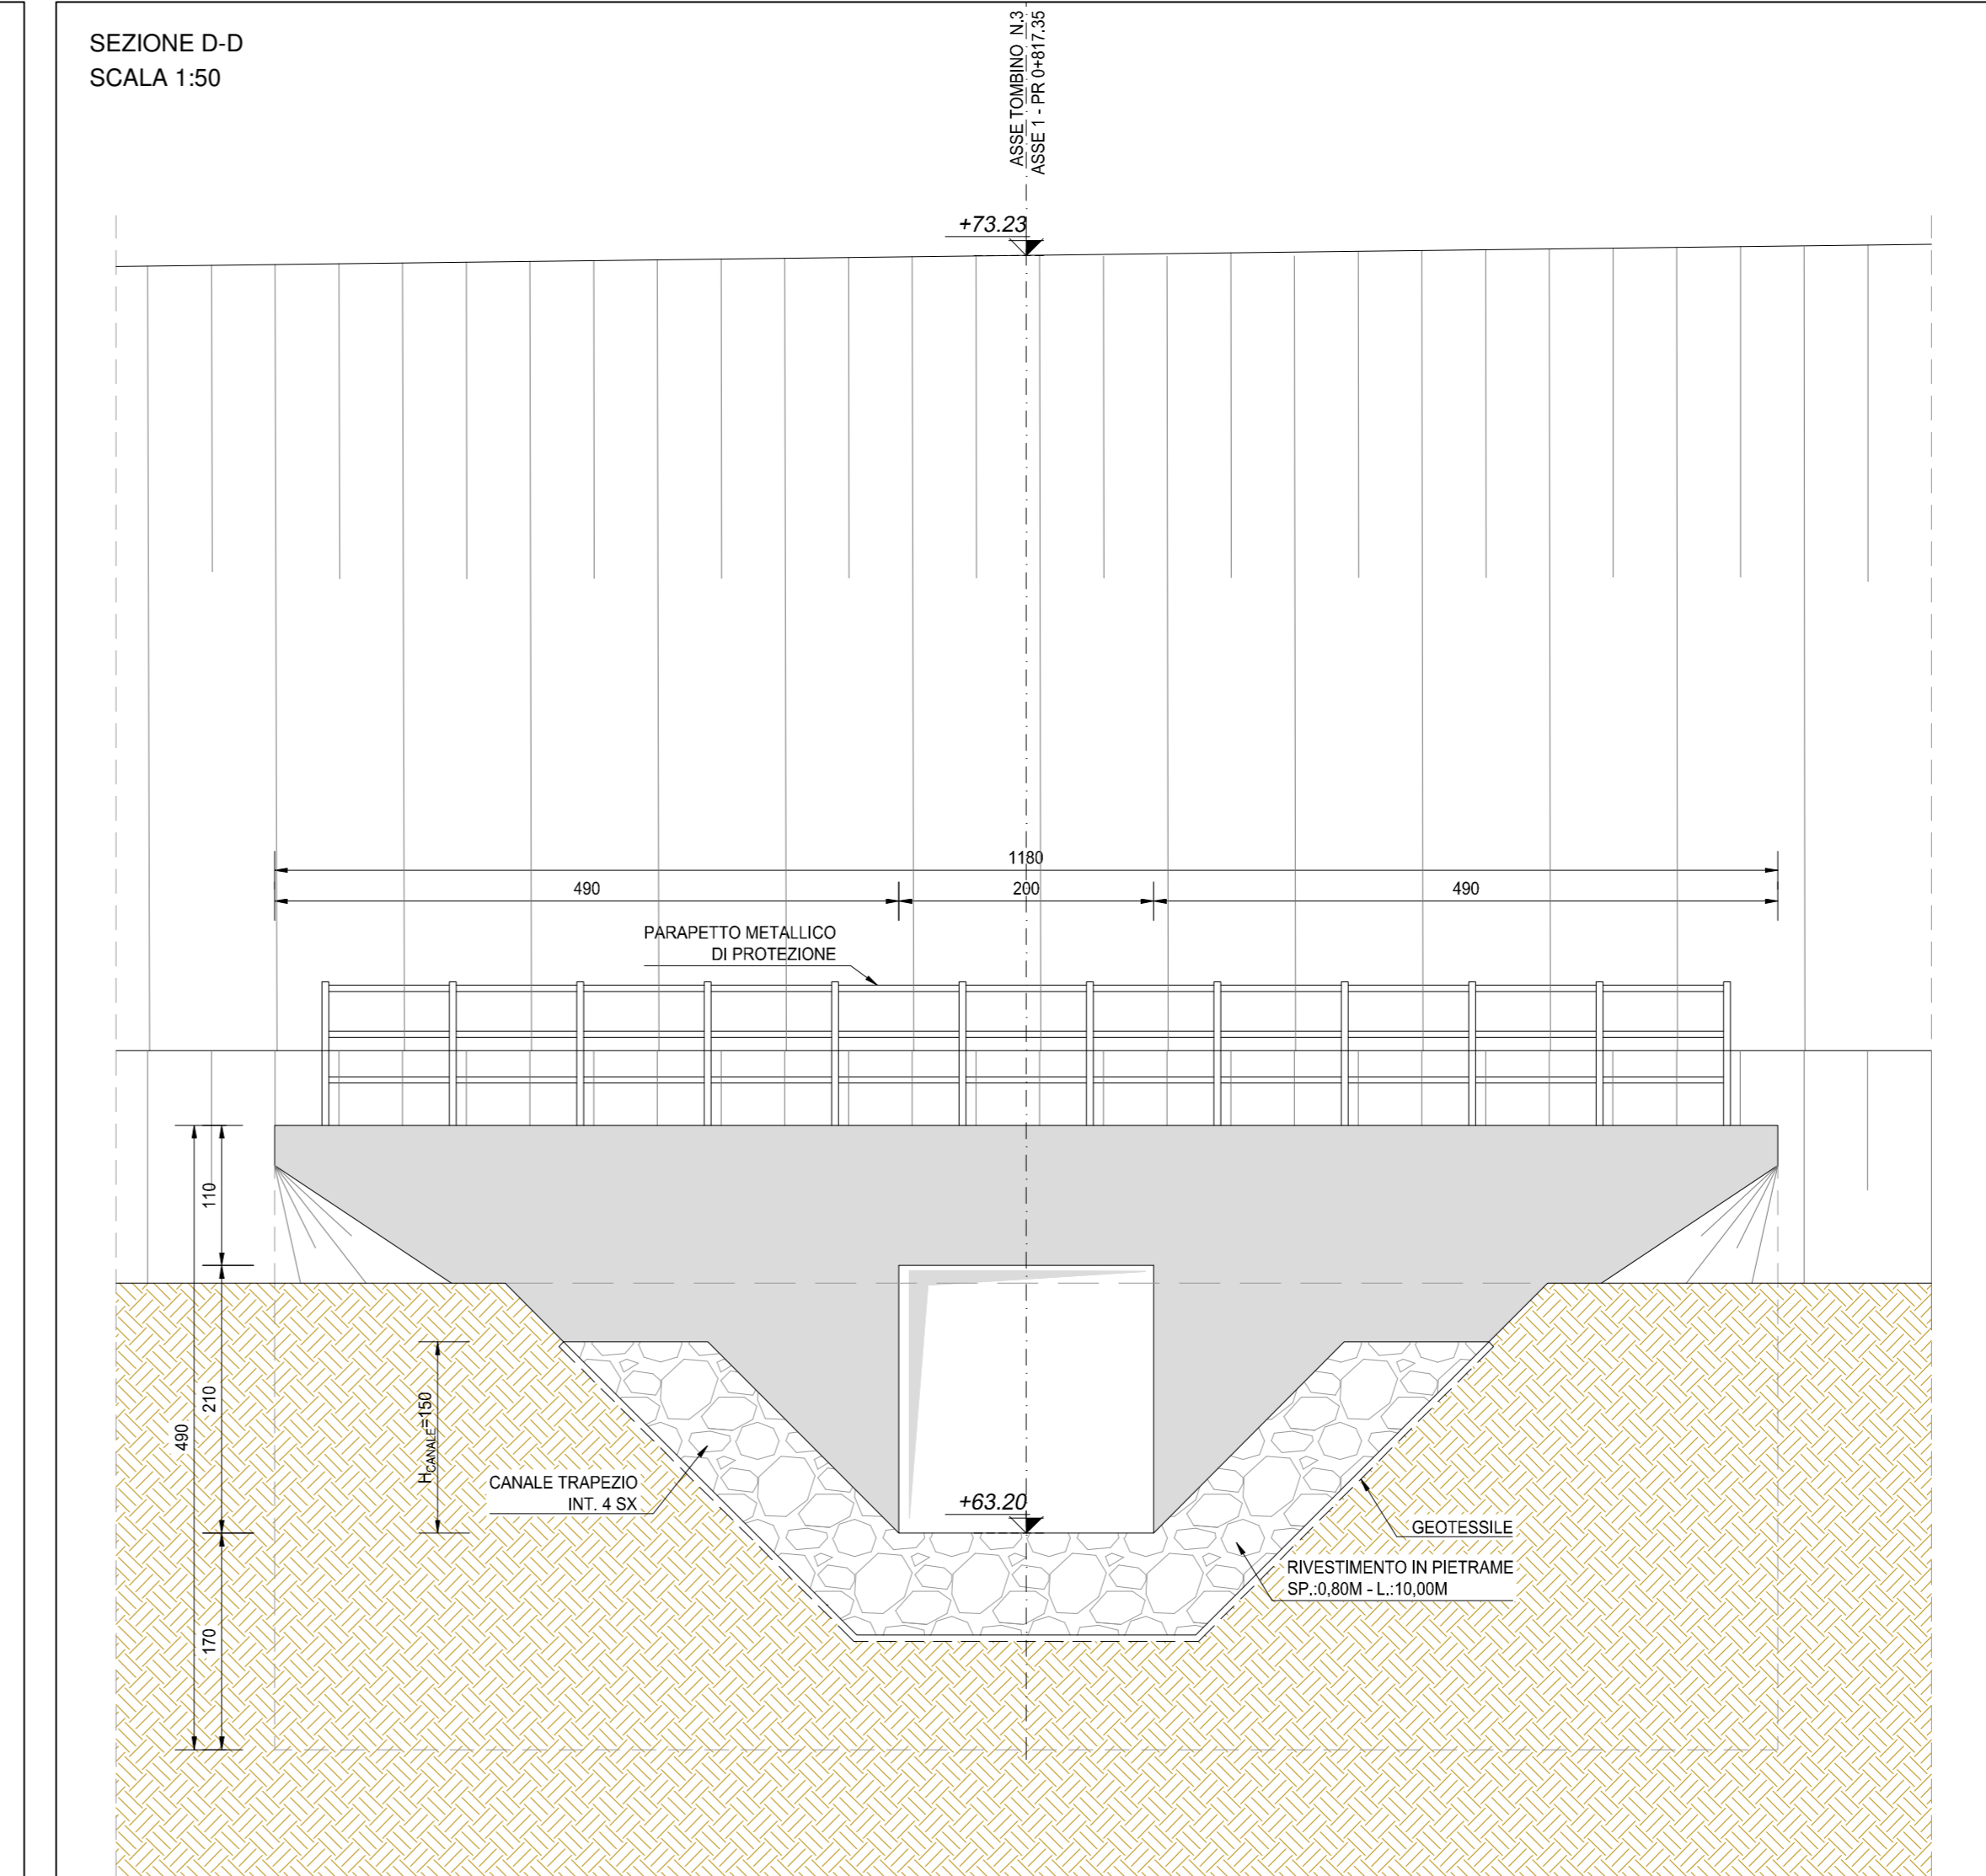 SEZIONE D-D
SCALA 1:50
ASSE TOMBINO N.3
ASSE 1 - PR 0+817.35
+73.23
1180
490
200
490
PARAPETTO METALLICO
DI PROTEZIONE
110
210
490
170
HCANALE=150
CANALE TRAPEZIO
INT. 4 SX
+63.20
GEOTESSILE
RIVESTIMENTO IN PIETRAME
SP.:0,80M - L.:10,00M